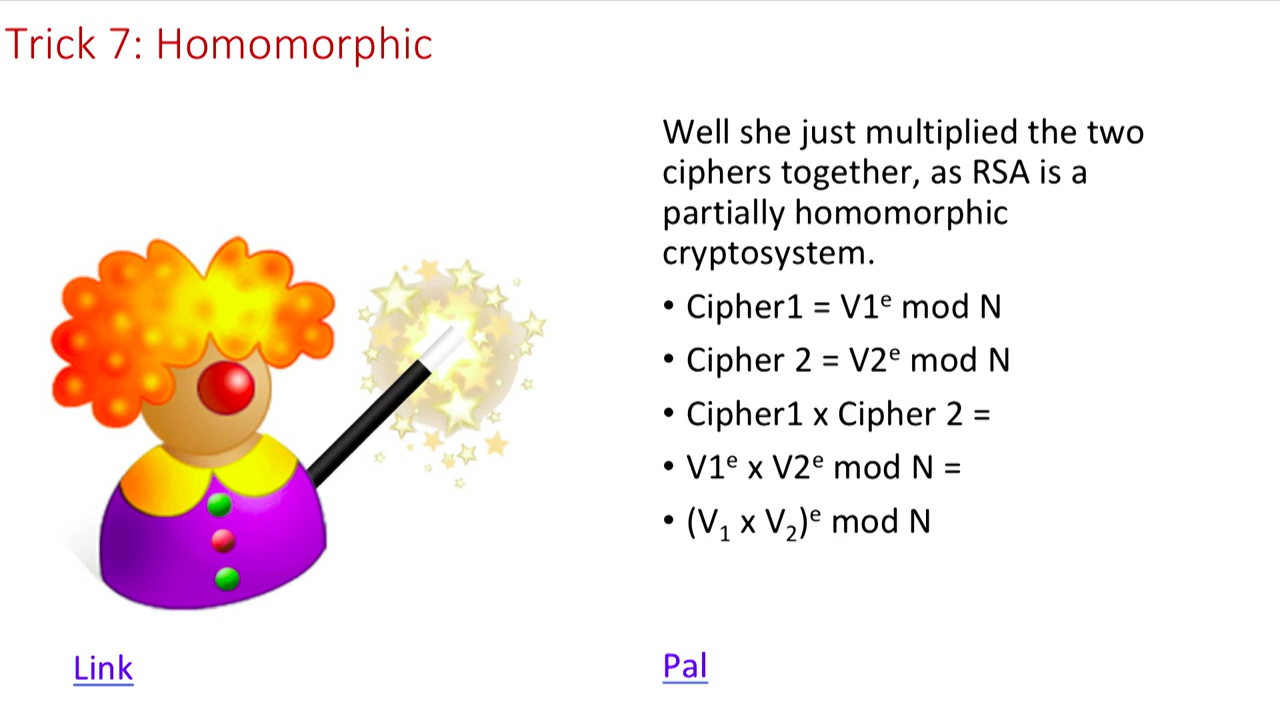 Trick 7: Homomorphic
Well she just multiplied the two
ciphers together, as RSA is a
partially homomorphic
cryptosystem.
• Cipher1 = V1ᵉ mod N
• Cipher 2 = V2ᵉ mod N
• Cipher1 x Cipher 2 =
• V1ᵉ x V2ᵉ mod N =
• (V₁ x V₂)ᵉ mod N
Link
Pal